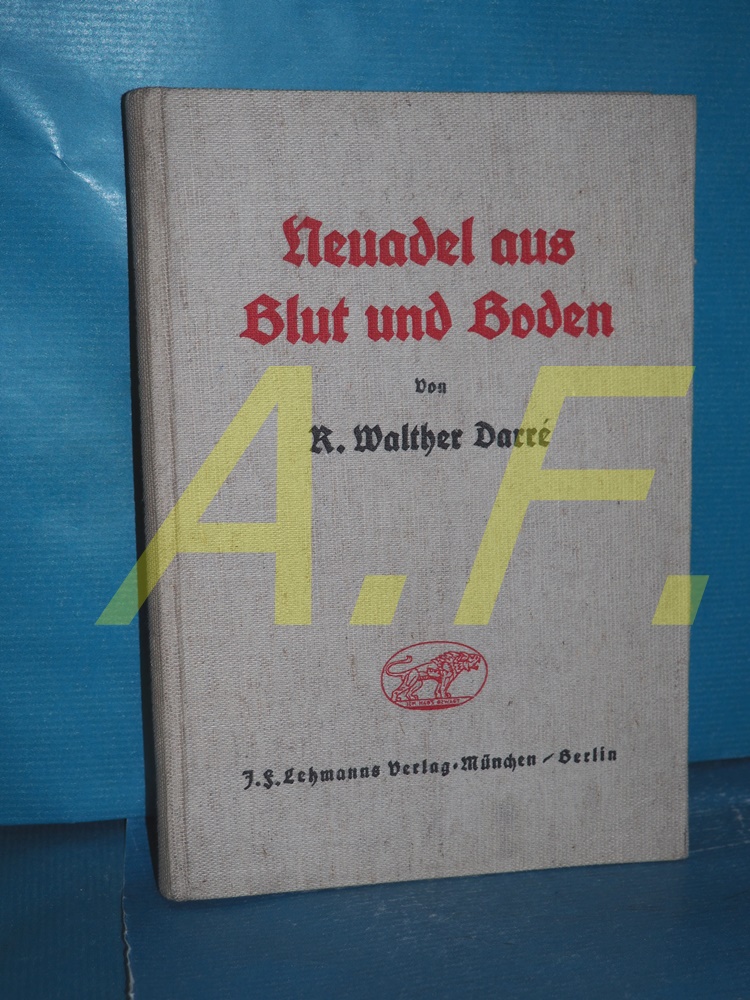 Neuadel aus
Blut und Boden
von
R. Walther Darré
A.F.
J.F. Lehmanns Verlag · München / Berlin